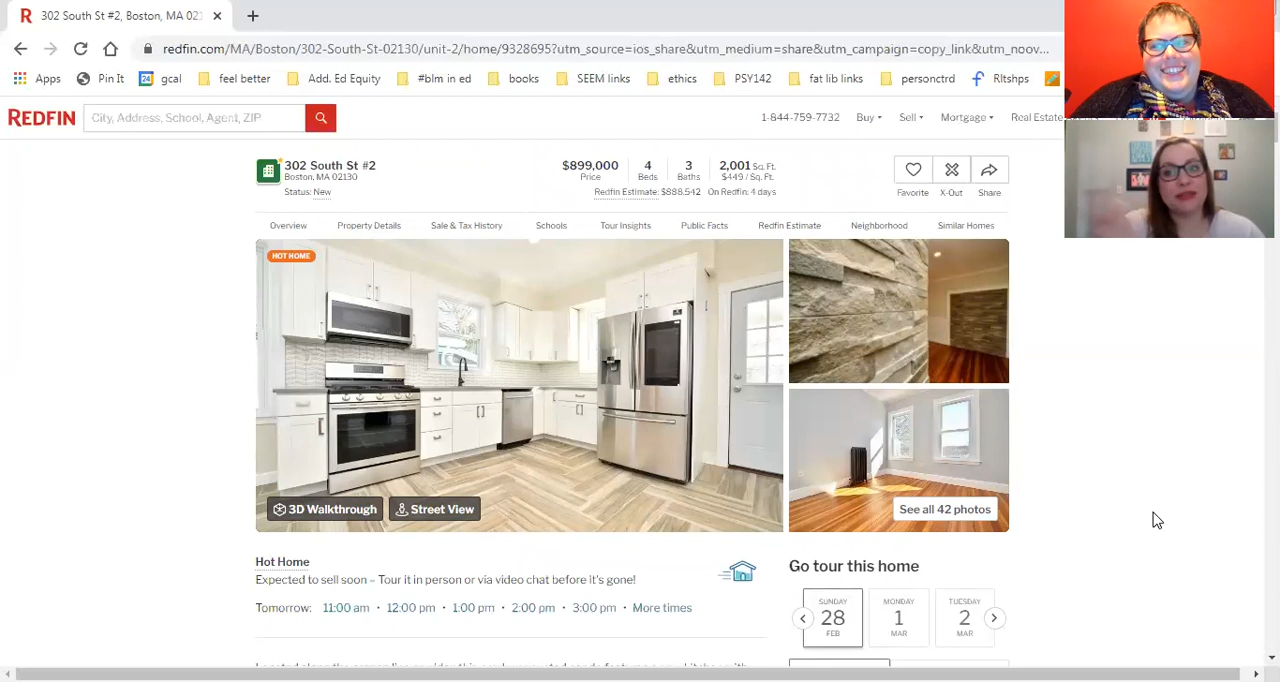 302 South St #2, Boston, MA 021
redfin.com/MA/Boston/302-South-St-02130/unit-2/home/9328695?utm_source=ios_share&utm_medium=share&utm_campaign=copy_link&utm_noov...
Apps Pin It gcal feel better Add. Ed Equity #blm in ed books SEEM links ethics PSY142 fat lib links personctrd Rltshps
REDFIN City, Address, School, Agent, ZIP 1-844-759-7732 Buy Sell Mortgage Real Estate
302 South St #2 $899,000 4 3 2,001 Sq. Ft.
Boston, MA 02130 Price Beds Baths $449 / Sq. Ft.
Status: New Redfin Estimate: $888,542 On Redfin: 4 days
Favorite X-Out Share
Overview Property Details Sale & Tax History Schools Tour Insights Public Facts Redfin Estimate Neighborhood Similar Homes
HOT HOME
3D Walkthrough Street View See all 42 photos
Hot Home
Expected to sell soon – Tour it in person or via video chat before it's gone!
Tomorrow: 11:00 am • 12:00 pm • 1:00 pm • 2:00 pm • 3:00 pm • More times
Go tour this home
SUNDAY MONDAY TUESDAY
28 1 2
FEB MAR MAR